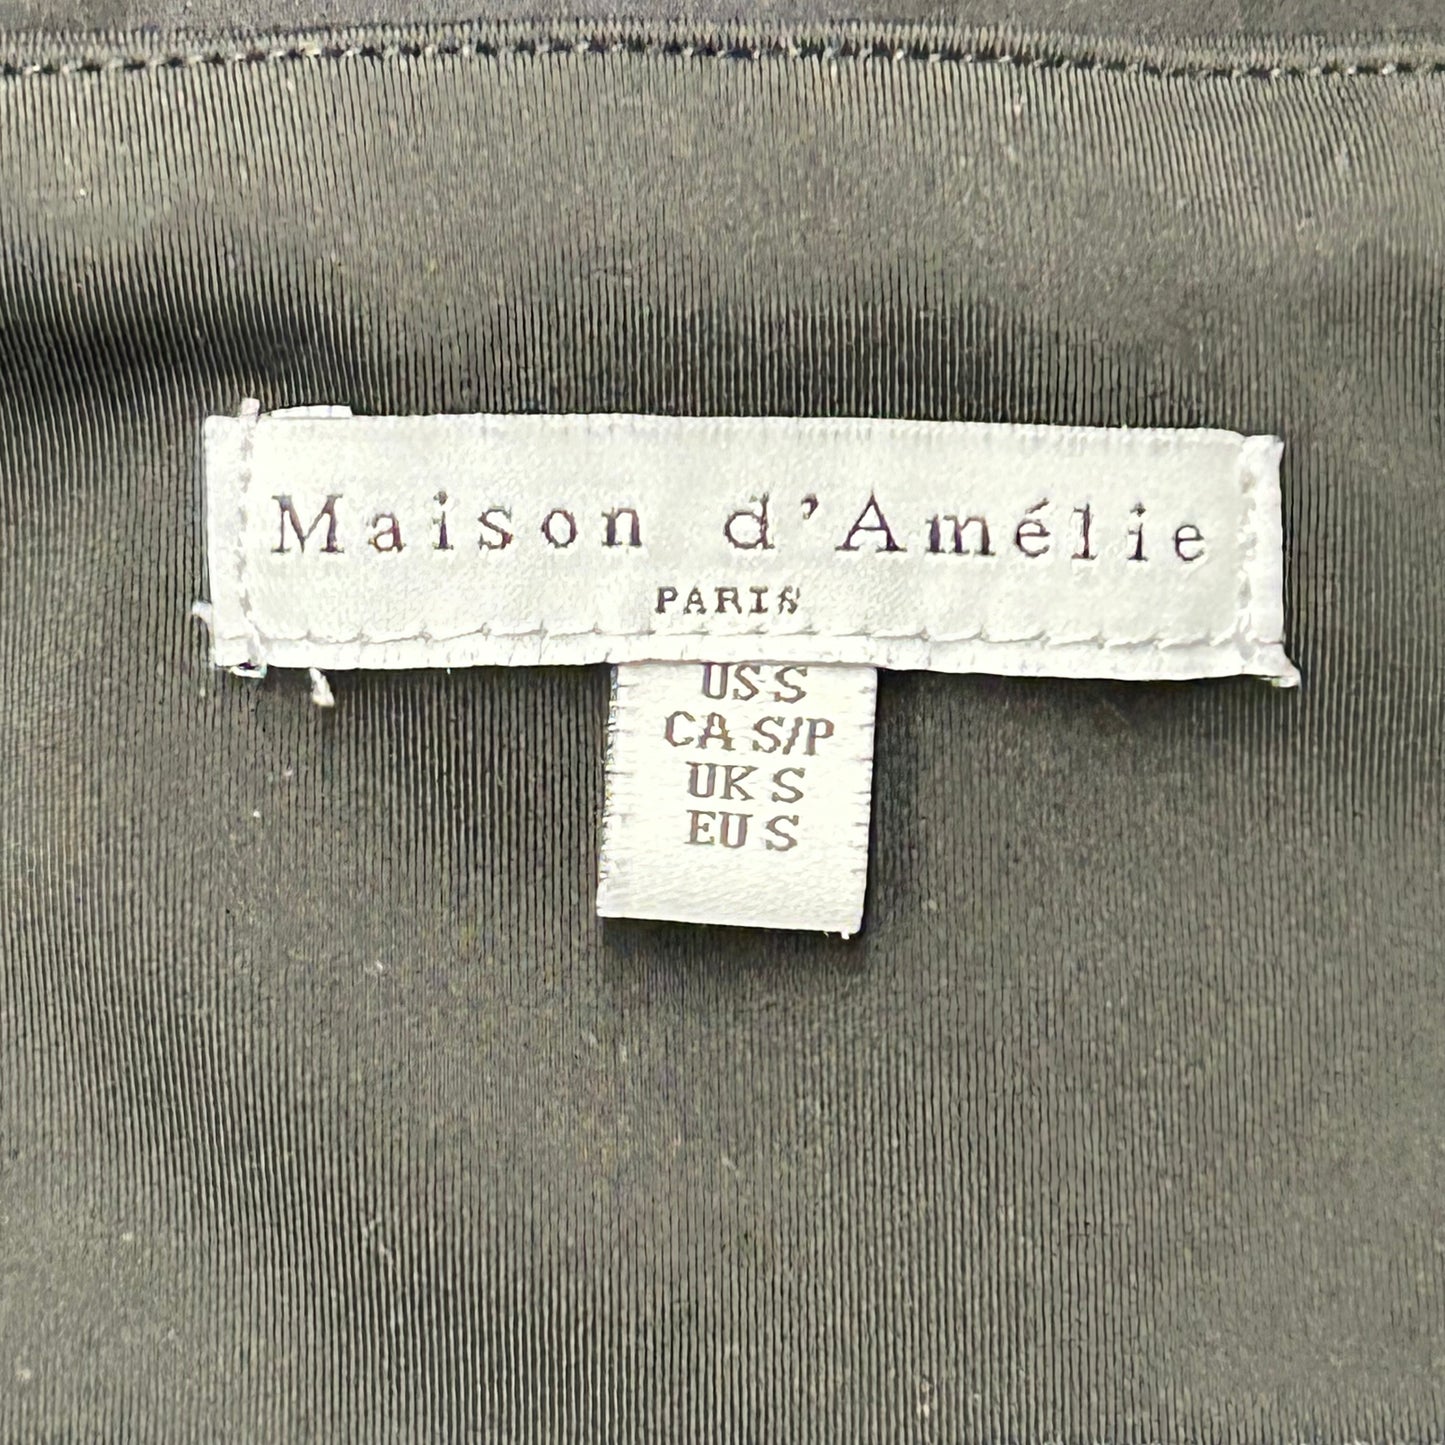 Maison d'Amélie
PARIS
US S
CA S/P
UK S
EU S